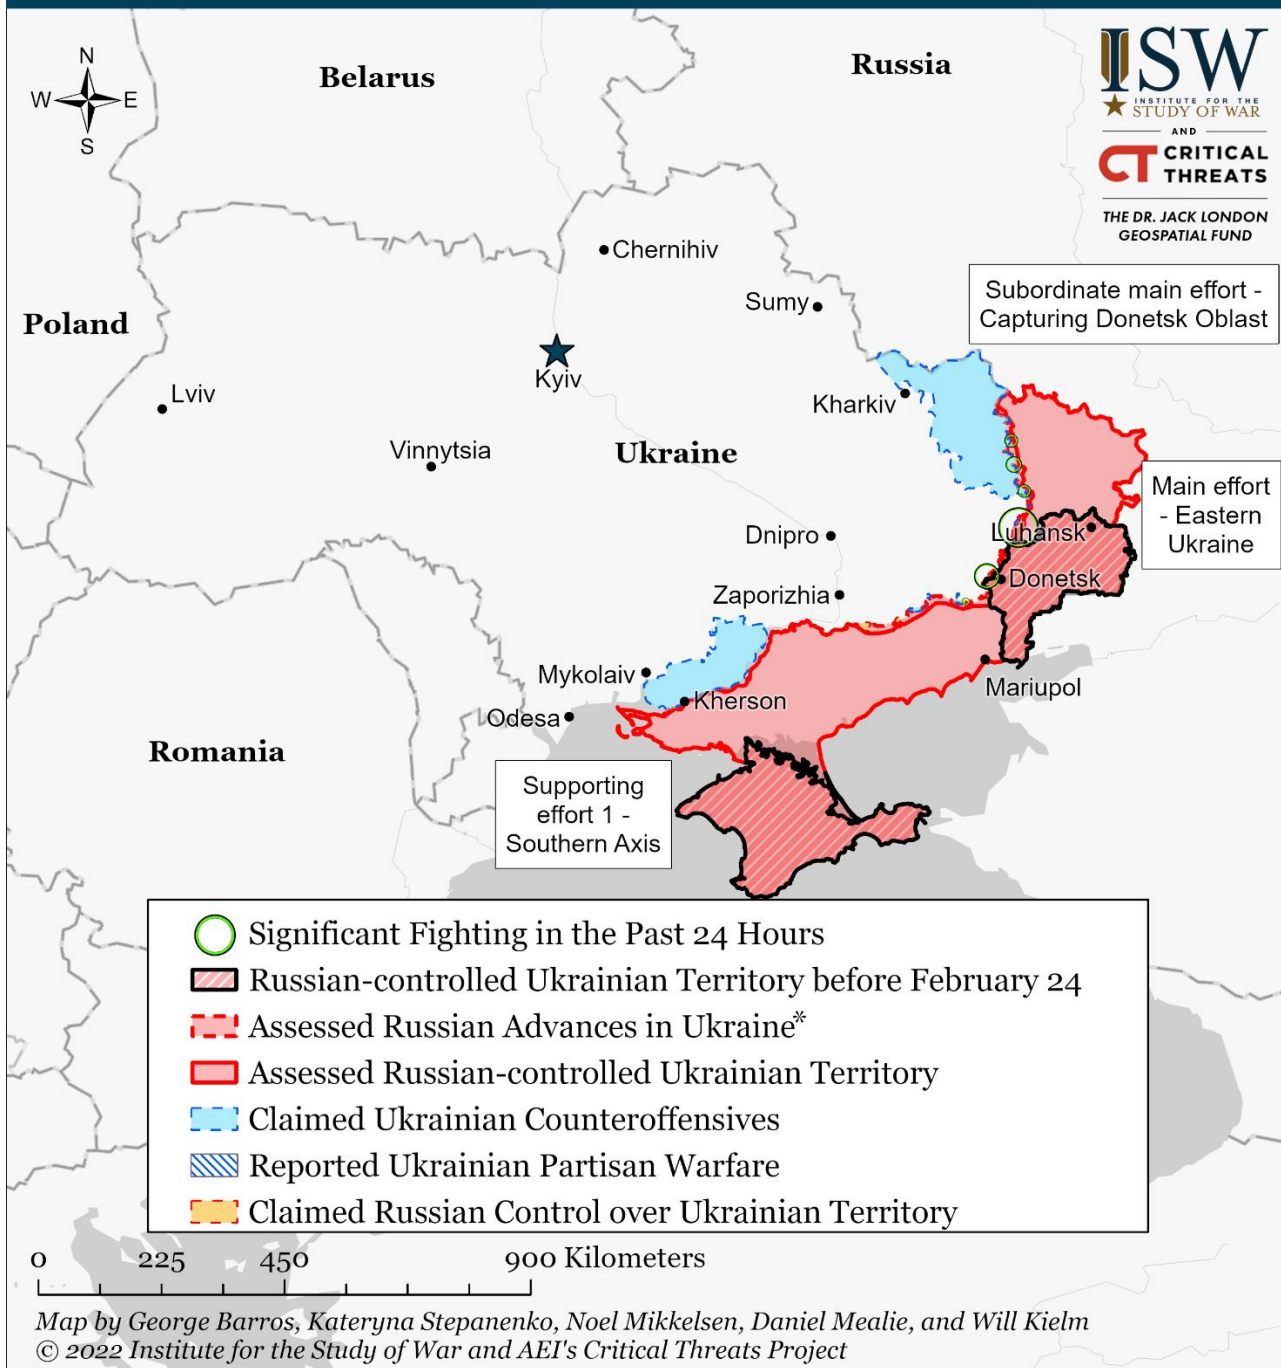 N
W
E
S
Belarus
Russia
ISW
INSTITUTE FOR THE
STUDY OF WAR
AND
CT CRITICAL
THREATS
THE DR. JACK LONDON
GEOSPATIAL FUND
Chernihiv
Sumy
Subordinate main effort -
Capturing Donetsk Oblast
Poland
Kyiv
Lviv
Kharkiv
Vinnytsia
Ukraine
Main effort
- Eastern
Ukraine
Dnipro
Luhansk
Donetsk
Zaporizhia
Mykolaiv
Mariupol
Kherson
Odesa
Romania
Supporting
effort 1 -
Southern Axis
Significant Fighting in the Past 24 Hours
Russian-controlled Ukrainian Territory before February 24
Assessed Russian Advances in Ukraine*
Assessed Russian-controlled Ukrainian Territory
Claimed Ukrainian Counteroffensives
Reported Ukrainian Partisan Warfare
Claimed Russian Control over Ukrainian Territory
0 225 450 900 Kilometers
Map by George Barros, Kateryna Stepanenko, Noel Mikkelsen, Daniel Mealie, and Will Kielm
© 2022 Institute for the Study of War and AEI's Critical Threats Project